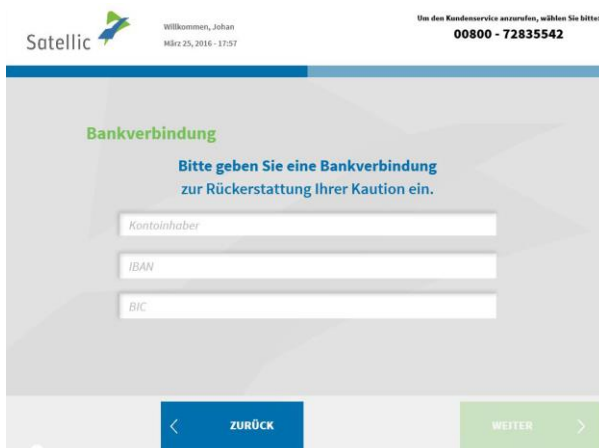 Satellic
Willkommen, Johan
März 25, 2016 - 17:57
Um den Kundenservice anzurufen, wählen Sie bitte:
00800 - 72835542
Bankverbindung
Bitte geben Sie eine Bankverbindung
zur Rückerstattung Ihrer Kaution ein.
Kontoinhaber
IBAN
BIC
ZURÜCK
WEITER